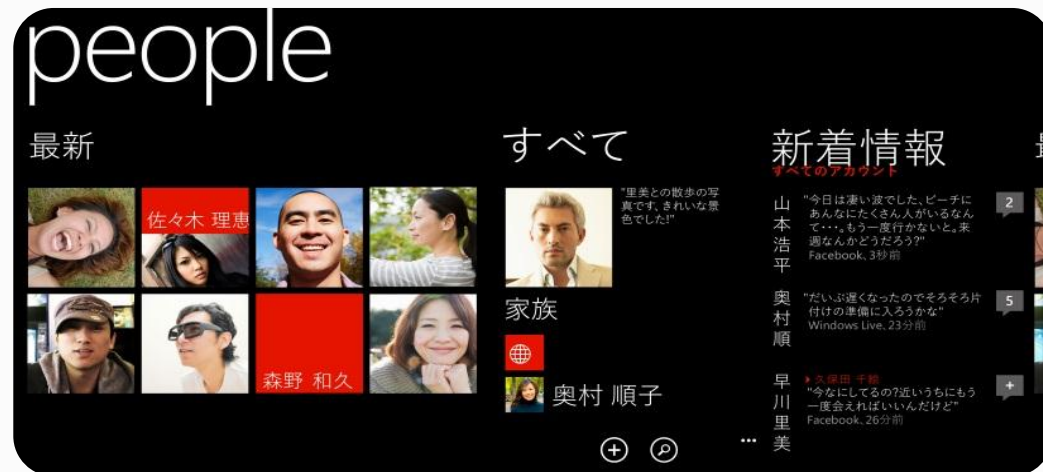 people
最新
佐々木 理恵
森野 和久
すべて
"里美との散歩の写
真です、きれいな景
色でした!"
家族
奥村 順子
新着情報
すべてのアカウント
山本浩平
"今日は凄い波でした、ビーチに
あんなにたくさん人がいるなん
て・・・。もう一度行かないと。来
週なんかどうだろう?"
Facebook、3秒前
2
奥村順
"だいぶ遅くなったのでそろそろ片
付けの準備に入ろうかな"
Windows Live、23分前
5
早川里美
久保田 千絵
"今なにしてるの?近いうちにもう
一度会えればいいんだけど"
Facebook、26分前
+